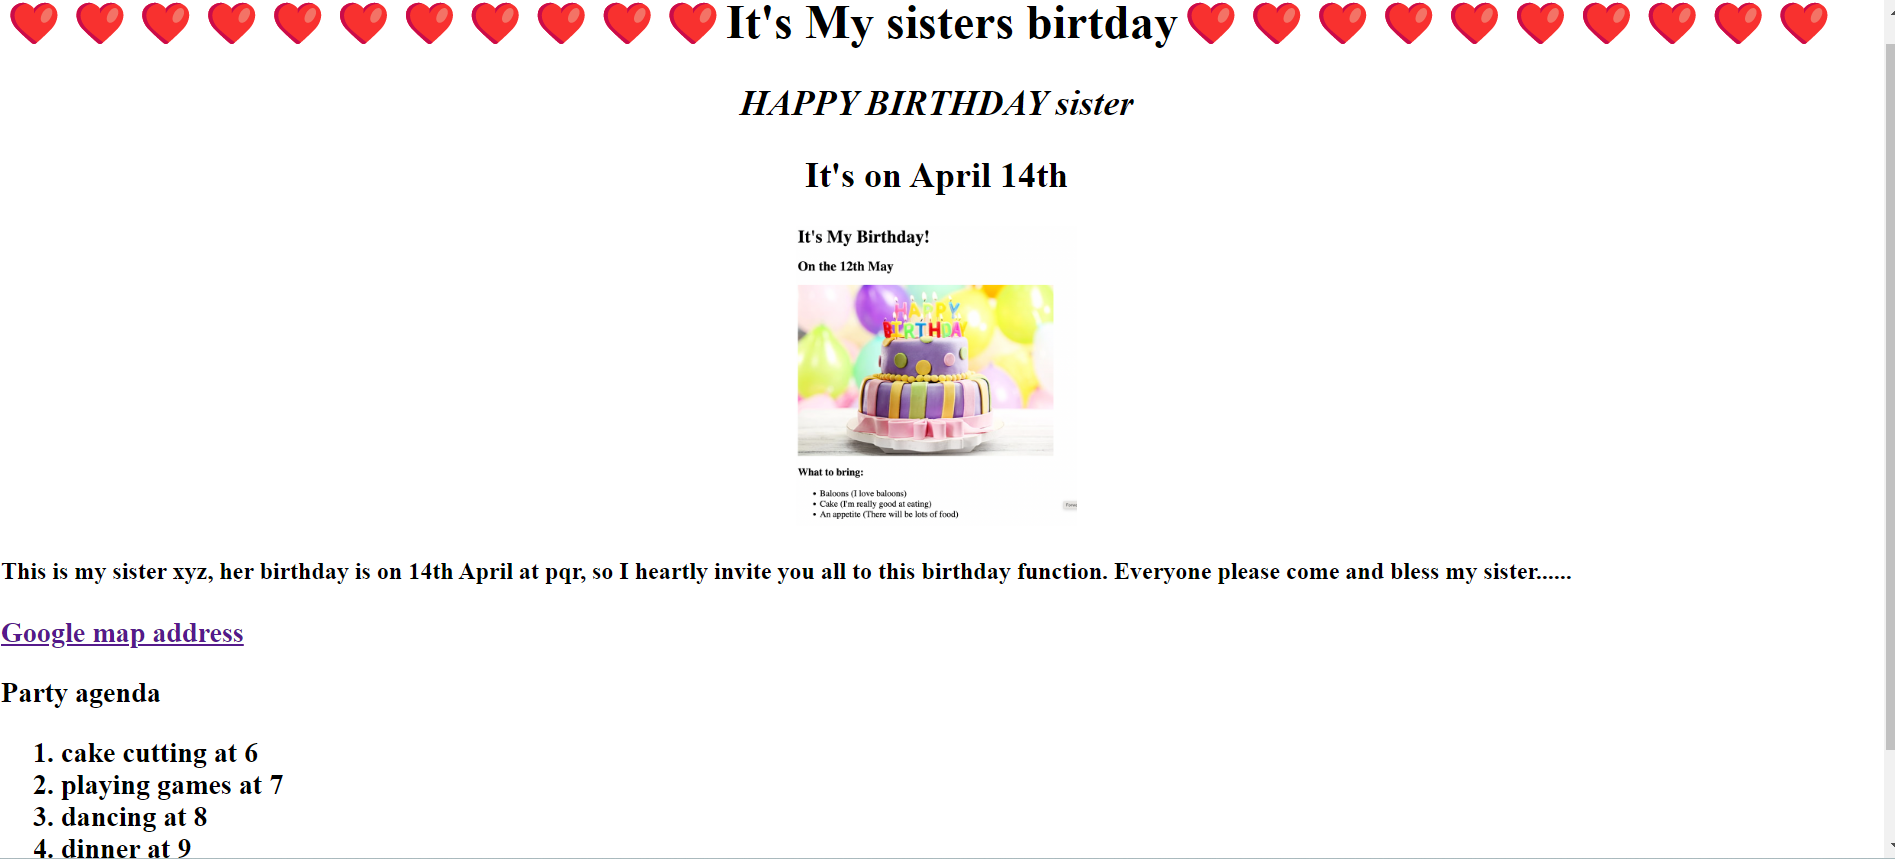 ❤️ ❤️ ❤️ ❤️ ❤️ ❤️ ❤️ ❤️ ❤️ ❤️ ❤️ It's My sisters birtday ❤️ ❤️ ❤️ ❤️ ❤️ ❤️ ❤️ ❤️ ❤️ ❤️
HAPPY BIRTHDAY sister
It's on April 14th
It's My Birthday!
On the 12th May
HAPPY
BIRTHDAY
What to bring:
• Baloons (I love baloons)
• Cake (I'm really good at eating)
• An appetite (There will be lots of food)
This is my sister xyz, her birthday is on 14th April at pqr, so I heartly invite you all to this birthday function. Everyone please come and bless my sister......
Google map address
Party agenda
1. cake cutting at 6
2. playing games at 7
3. dancing at 8
4. dinner at 9